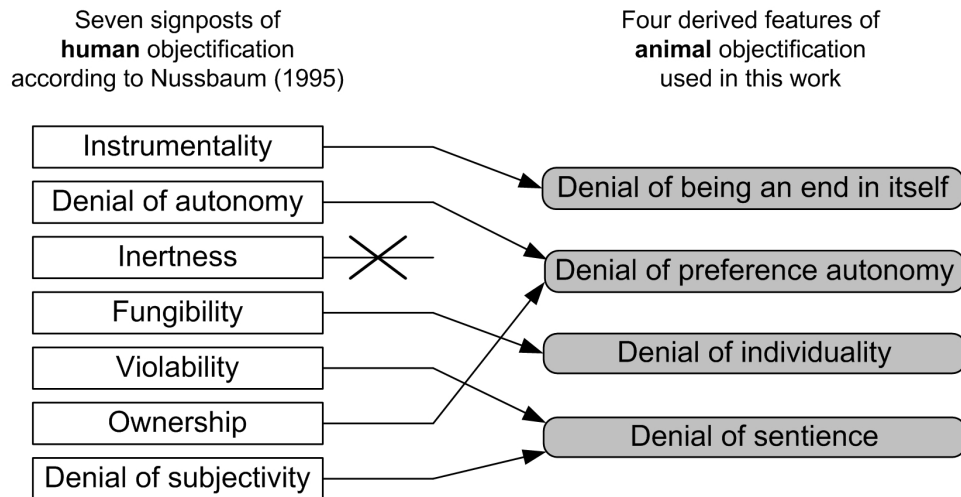 Seven signposts of
human objectification
according to Nussbaum (1995)
Four derived features of
animal objectification
used in this work
Instrumentality
Denial of autonomy
Inertness
Fungibility
Violability
Ownership
Denial of subjectivity
Denial of being an end in itself
Denial of preference autonomy
Denial of individuality
Denial of sentience